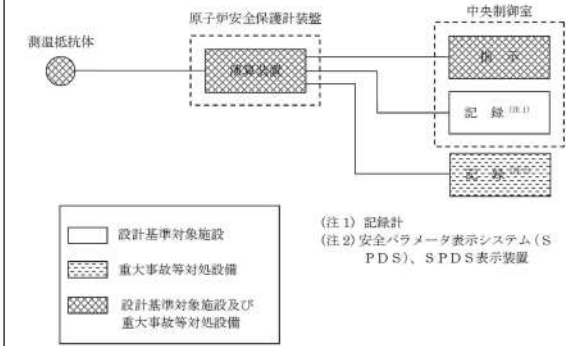 中央制御室
原子炉安全保護計装盤
測温抵抗体
演算装置
指 示
記 録 (注1)
記 録 (注2)
(注1) 記録計
(注2) 安全パラメータ表示システム(S
PDS)、SPDS表示装置
設計基準対象施設
重大事故等対処設備
設計基準対象施設及び
重大事故等対処設備